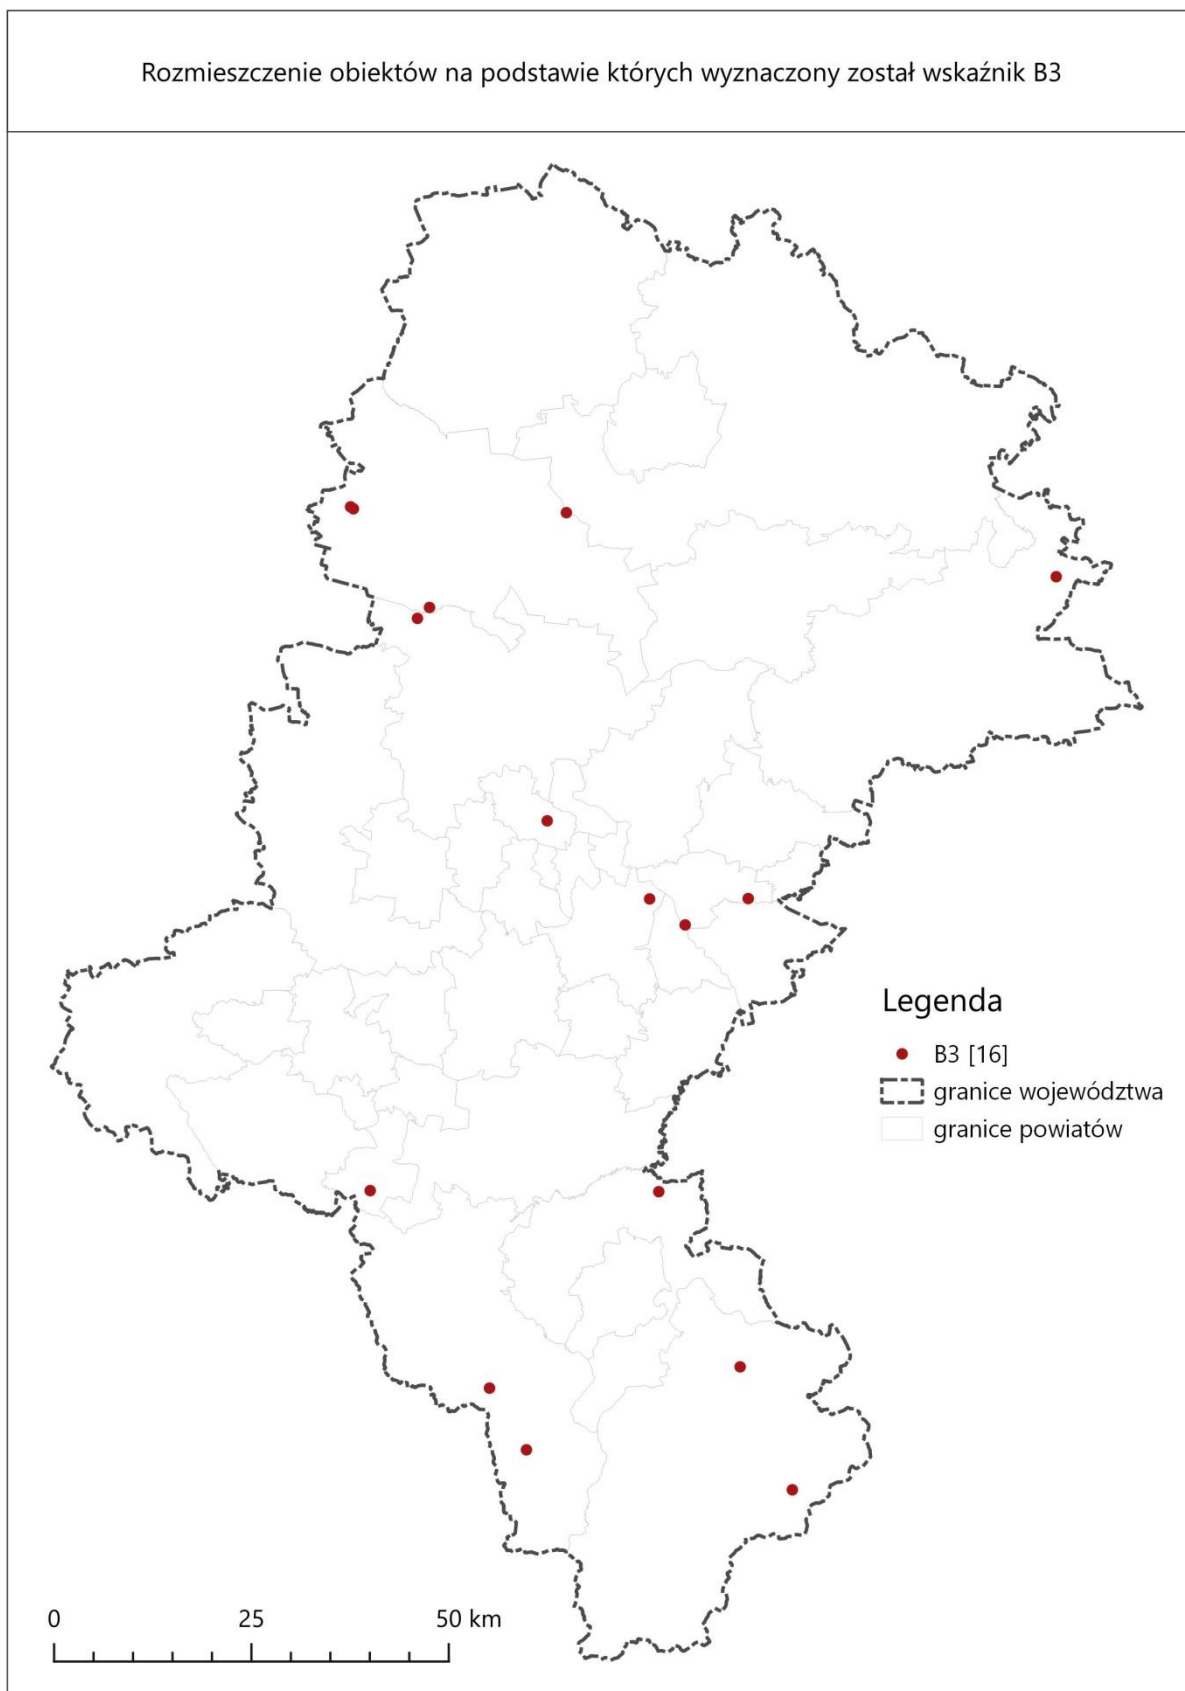 Rozmieszczenie obiektów na podstawie których wyznaczony został wskaźnik B3
Legenda
B3 [16]
granice województwa
granice powiatów
0 25 50 km